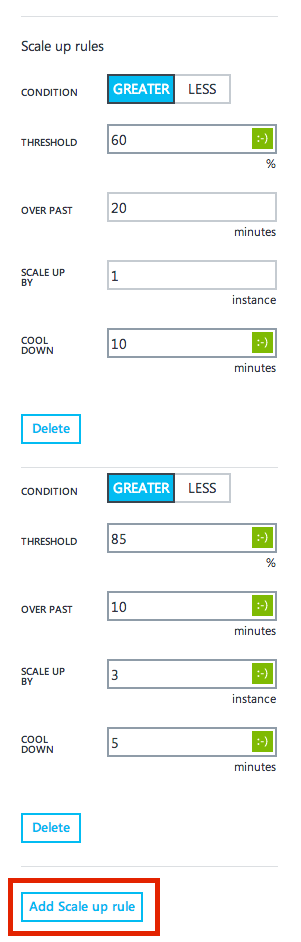 Scale up rules
CONDITION GREATER LESS
THRESHOLD 60 :-)
%
OVER PAST 20
minutes
SCALE UP
BY 1
instance
COOL
DOWN 10 :-)
minutes
Delete
CONDITION GREATER LESS
THRESHOLD 85 :-)
%
OVER PAST 10 :-)
minutes
SCALE UP
BY 3 :-)
instance
COOL
DOWN 5 :-)
minutes
Delete
Add Scale up rule